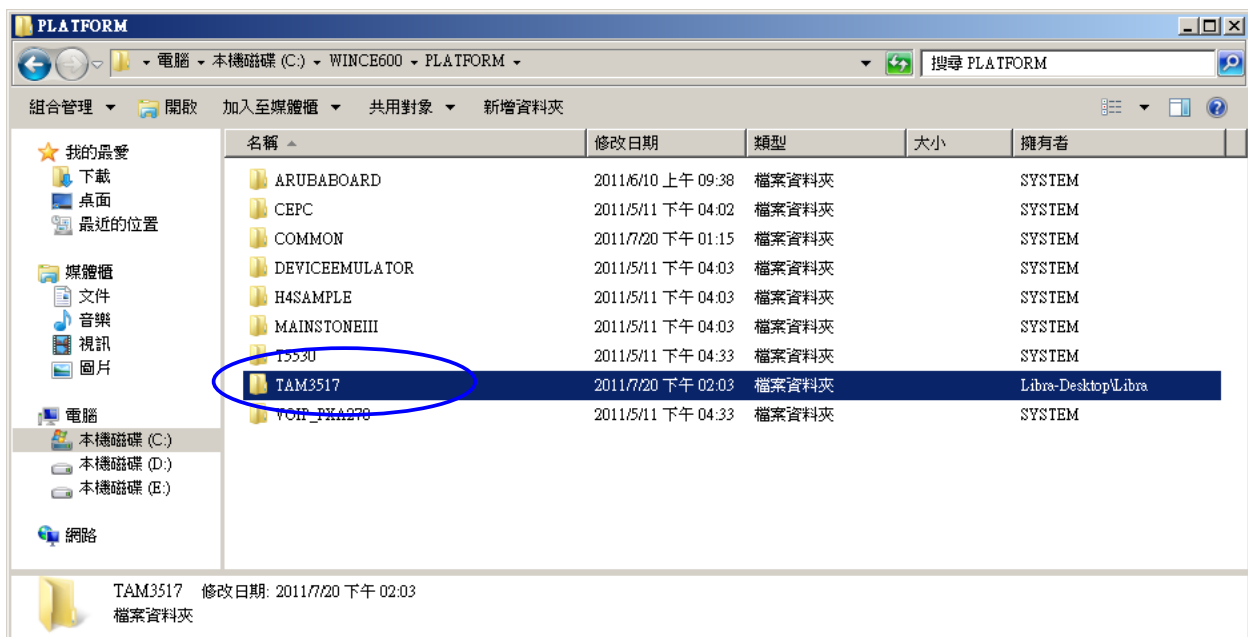 PLATFORM
電腦 本機磁碟 (C:) WINCE600 PLATFORM
搜尋 PLATFORM
組合管理 開啟 加入至媒體櫃 共用對象 新增資料夾
我的最愛
下載
桌面
最近的位置
媒體櫃
文件
音樂
視訊
圖片
電腦
本機磁碟 (C:)
本機磁碟 (D:)
本機磁碟 (E:)
網路
名稱 修改日期 類型 大小 擁有者
ARUBABOARD 2011/6/10 上午 09:38 檔案資料夾 SYSTEM
CEPC 2011/5/11 下午 04:02 檔案資料夾 SYSTEM
COMMON 2011/7/20 下午 01:15 檔案資料夾 SYSTEM
DEVICEEMULATOR 2011/5/11 下午 04:03 檔案資料夾 SYSTEM
H4SAMPLE 2011/5/11 下午 04:03 檔案資料夾 SYSTEM
MAINSTONEIII 2011/5/11 下午 04:03 檔案資料夾 SYSTEM
T5530 2011/5/11 下午 04:33 檔案資料夾 SYSTEM
TAM3517 2011/7/20 下午 02:03 檔案資料夾 Libra-Desktop\Libra
VOIP_PXA270 2011/5/11 下午 04:33 檔案資料夾 SYSTEM
TAM3517 修改日期: 2011/7/20 下午 02:03
檔案資料夾